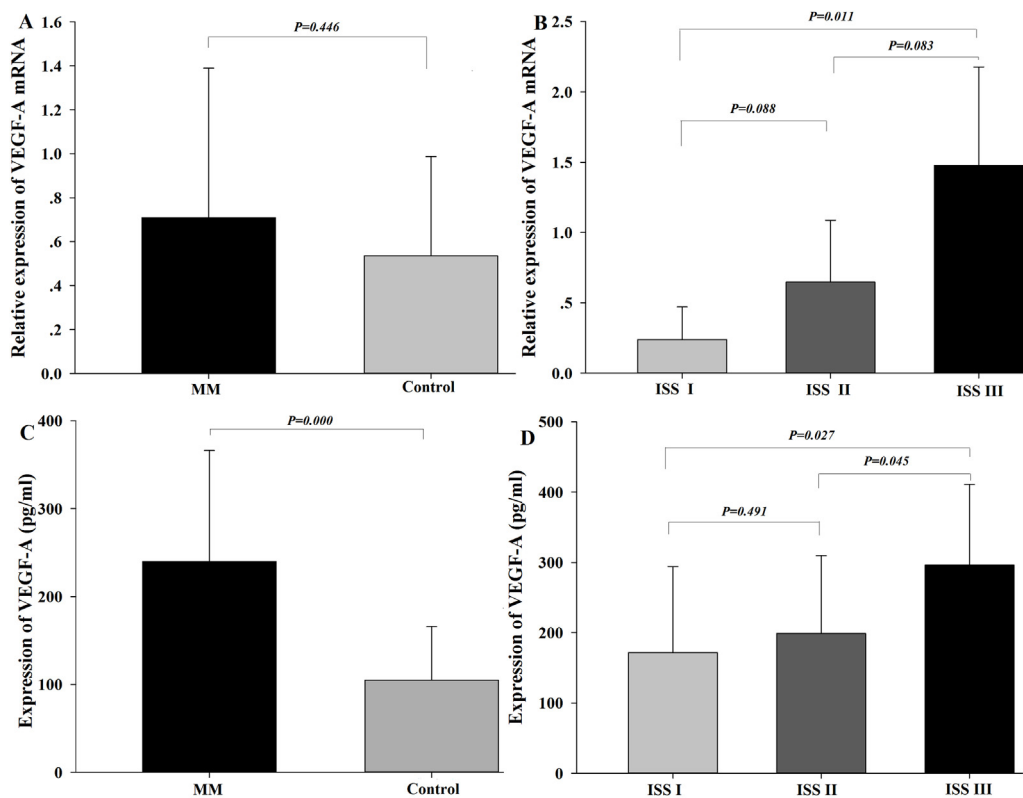 A
Relative expression of VEGF-A mRNA
1.6
1.4
1.2
1.0
.8
.6
.4
.2
0.0
P=0.446
MM
Control
B
Relative expression of VEGF-A mRNA
2.5
2.0
1.5
1.0
.5
0.0
P=0.011
P=0.083
P=0.088
ISS I
ISS II
ISS III
C
Expression of VEGF-A (pg/ml)
400
300
200
100
0
P=0.000
MM
Control
D
Expression of VEGF-A (pg/ml)
500
400
300
200
100
0
P=0.027
P=0.045
P=0.491
ISS I
ISS II
ISS III